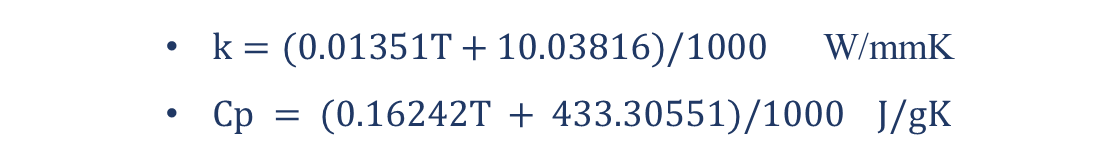 • k = (0.01351T + 10.03816)/1000 W/mmK
• Cp = (0.16242T + 433.30551)/1000 J/gK